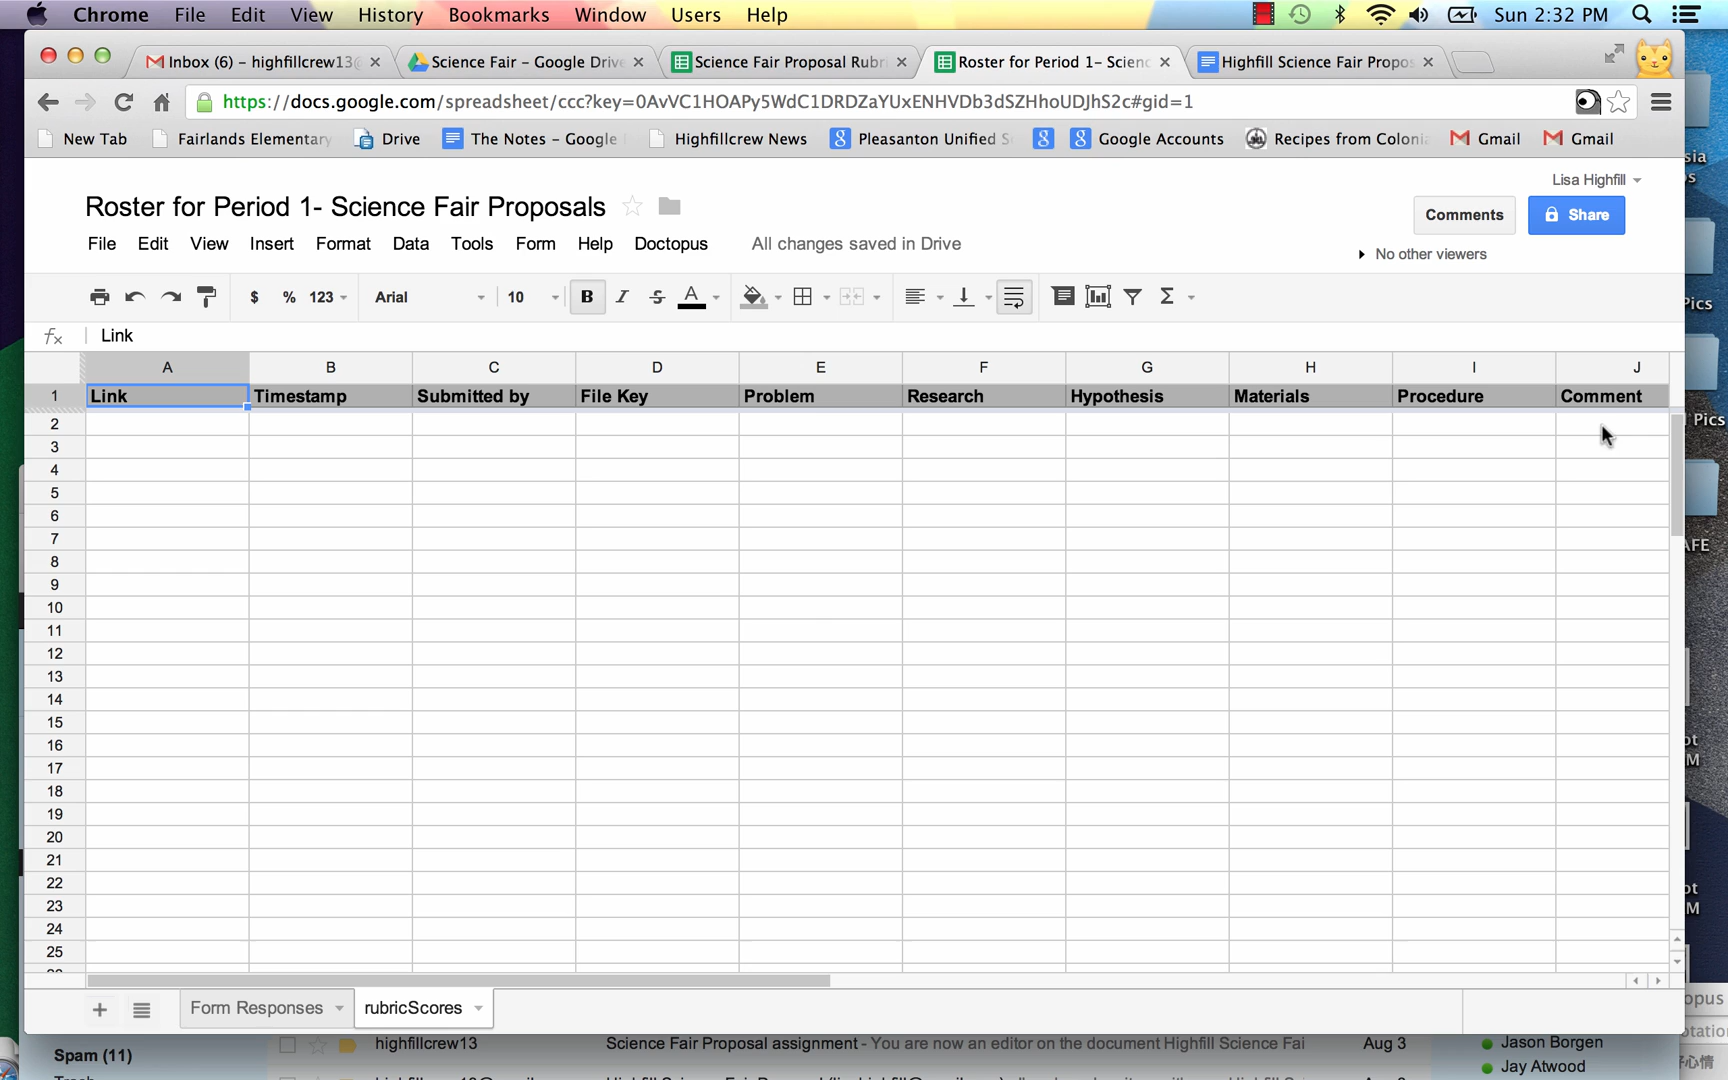 Chrome File Edit View History Bookmarks Window Users Help Sun 2:32 PM
Inbox (6) – highfillcrew13@ Science Fair – Google Drive Science Fair Proposal Rubri Roster for Period 1– Scienc Highfill Science Fair Propos
https://docs.google.com/spreadsheet/ccc?key=0AvVC1HOAPy5WdC1DRDZaYUxENHVDb3dSZHhoUDJhS2c#gid=1
New Tab Fairlands Elementary Drive The Notes – Google Highfillcrew News Pleasanton Unified S Google Accounts Recipes from Coloni Gmail Gmail
Lisa Highfill
Roster for Period 1- Science Fair Proposals
Comments Share
File Edit View Insert Format Data Tools Form Help Doctopus All changes saved in Drive
No other viewers
$ % 123 Arial 10 B I S A Σ
fx Link
A B C D E F G H I J
1 Link Timestamp Submitted by File Key Problem Research Hypothesis Materials Procedure Comment
2
3
4
5
6
7
8
9
10
11
12
13
14
15
16
17
18
19
20
21
22
23
24
25
+ Form Responses rubricScores
Pics
Pics
AFE
M
M
opus
Spam (11) highfillcrew13 Science Fair Proposal assignment - You are now an editor on the document Highfill Science Fai Aug 3 Jason Borgen
Jay Atwood